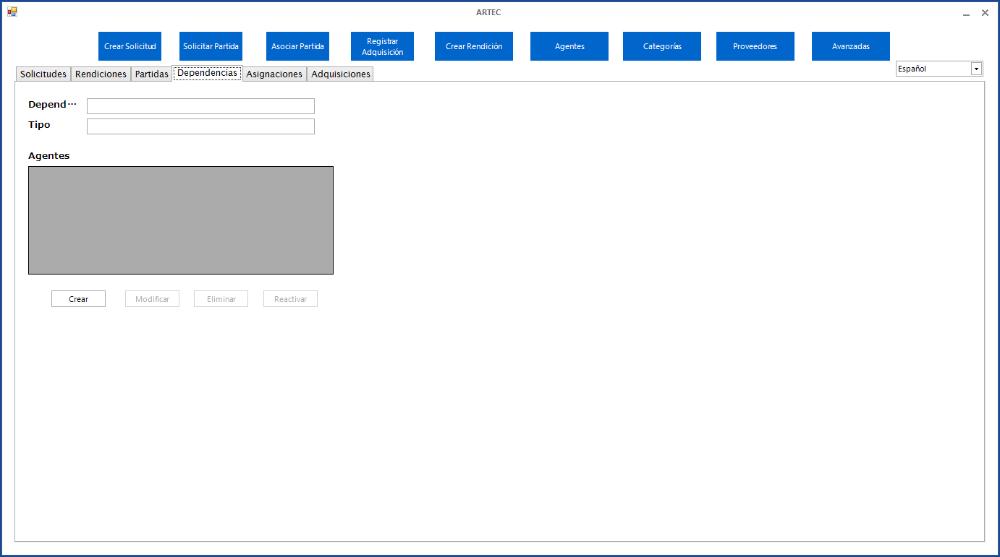 ARTEC
Crear Solicitud
Solicitar Partida
Asociar Partida
Registrar
Adquisición
Crear Rendición
Agentes
Categorías
Proveedores
Avanzadas
Español
Solicitudes
Rendiciones
Partidas
Dependencias
Asignaciones
Adquisiciones
Depend...
Tipo
Agentes
Crear
Modificar
Eliminar
Reactivar